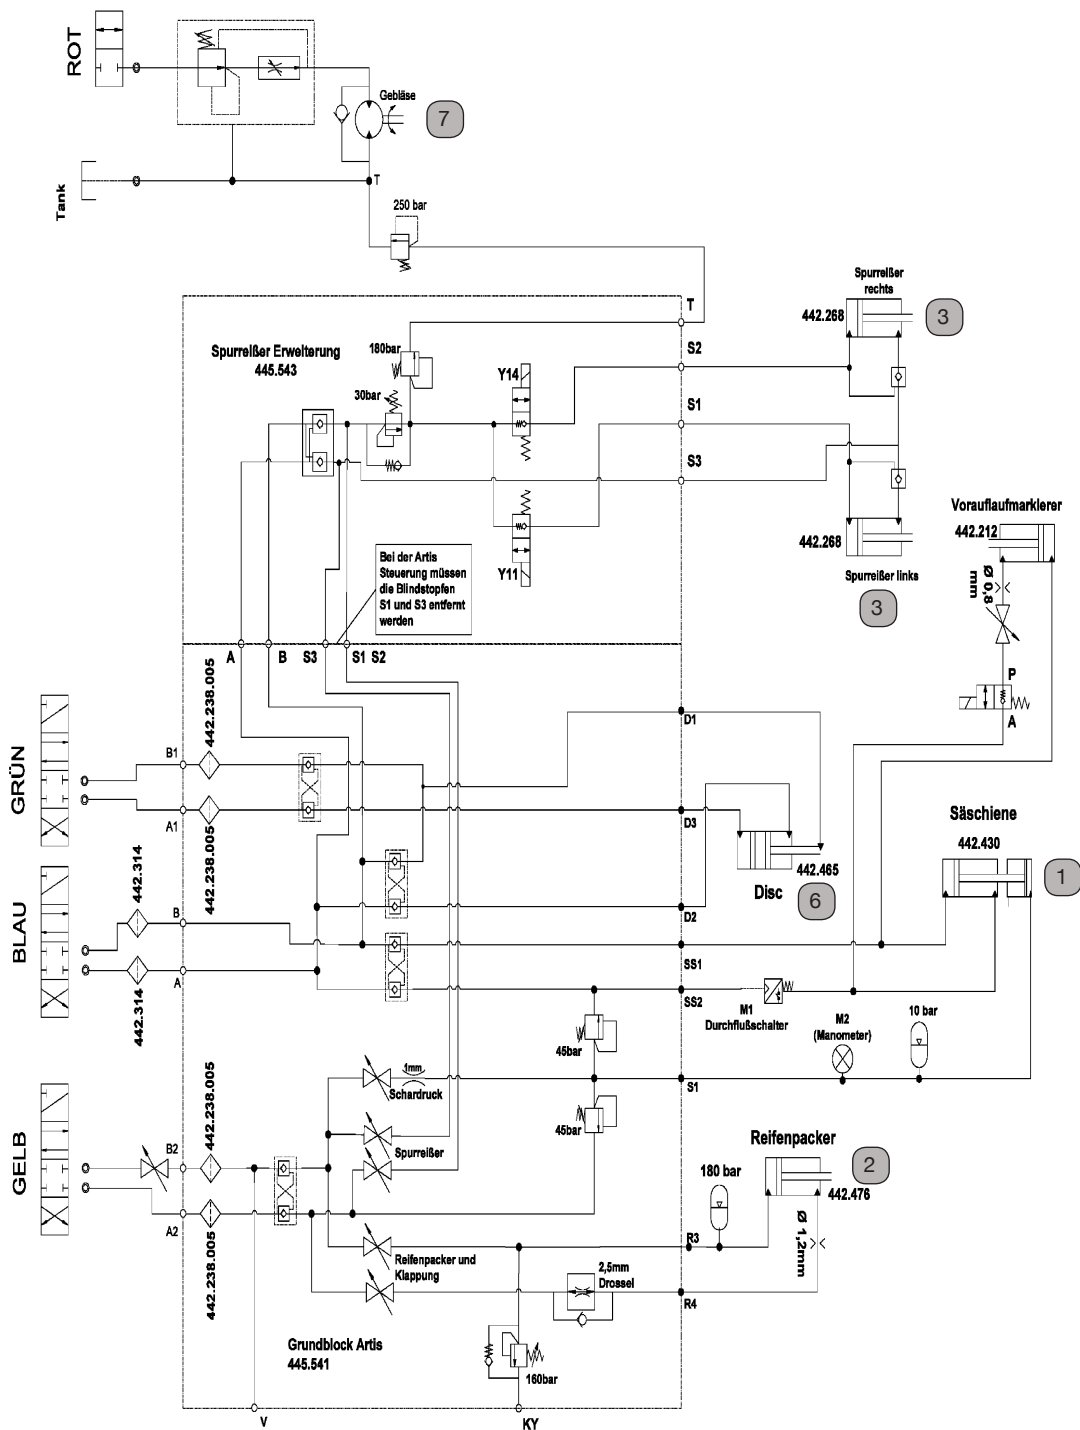 ROT
Gebläse
7
Tank
T
250 bar
Spurreißer
rechts
442.268
3
T
S2
Spurreißer Erweiterung
445.543
180bar
30bar
Y14
S1
S3
Y11
442.268
Spurreißer links
3
Vorauflaufmarkierer
442.212
Ø 0,8
mm
P
A
Bei der Artis
Steuerung müssen
die Blindstopfen
S1 und S3 entfernt
werden
A
B
S3
S1
S2
GRÜN
B1
A1
442.238.005
442.238.005
D1
D3
442.465
Disc
6
D2
Säschiene
442.430
1
BLAU
442.314
B
A
442.314
SS1
SS2
M1
Durchflußschalter
M2
(Manometer)
10 bar
45bar
1mm
Schardruck
S1
45bar
GELB
B2
A2
442.238.005
442.238.005
Spurreißer
Reifenpacker
2
442.476
180 bar
Ø 1,2mm
R3
Reifenpacker und
Klappung
2,5mm
Drossel
R4
Grundblock Artis
445.541
160bar
V
KY